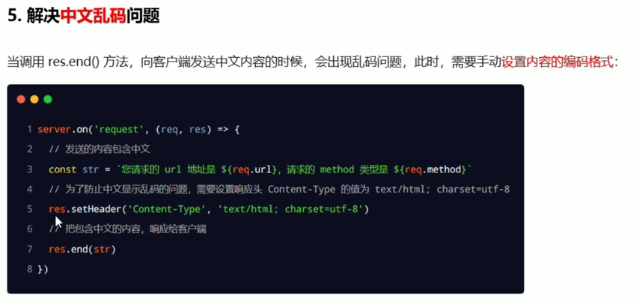 5. 解决中文乱码问题
当调用 res.end() 方法，向客户端发送中文内容的时候，会出现乱码问题，此时，需要手动设置内容的编码格式：
1 server.on('request', (req, res) => {
2 // 发送的内容包含中文
3 const str = `您请求的 url 地址是 ${req.url}，请求的 method 类型是 ${req.method}`
4 // 为了防止中文显示乱码的问题，需要设置响应头 Content-Type 的值为 text/html; charset=utf-8
5 res.setHeader('Content-Type', 'text/html; charset=utf-8')
6 // 把包含中文的内容，响应给客户端
7 res.end(str)
8 })